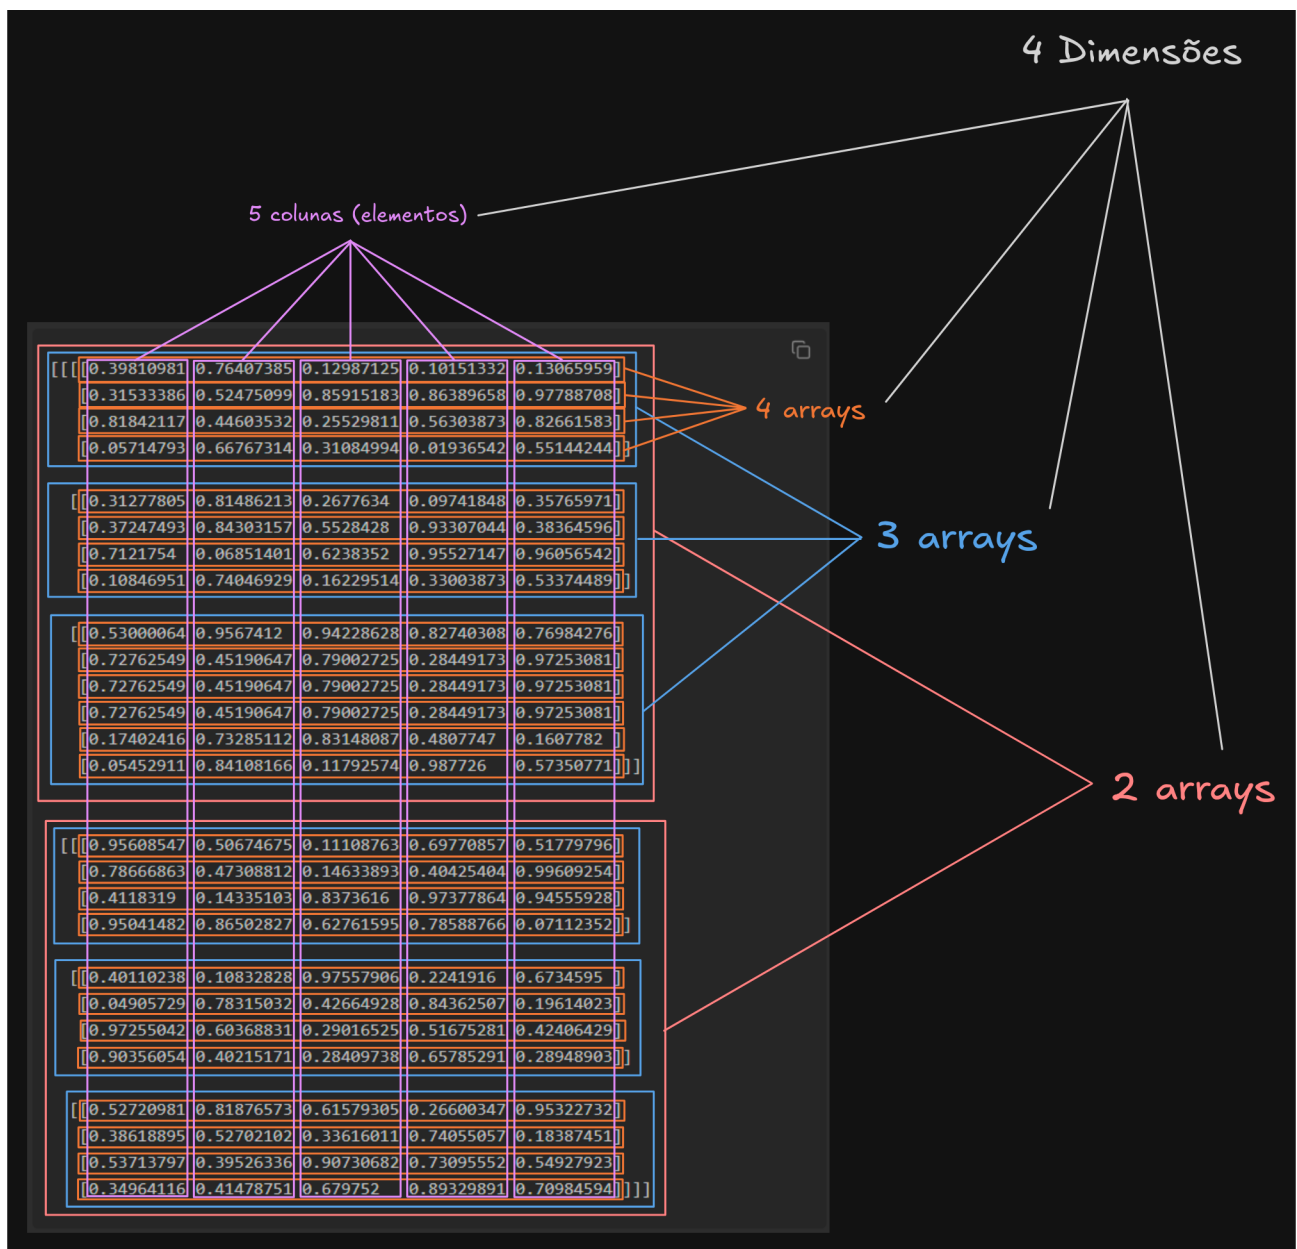 4 Dimensões
5 colunas (elementos)
[[[[0.39810981 0.76407385 0.12987125 0.10151332 0.13065959]
[0.31533386 0.52475099 0.85915183 0.86389658 0.97788708]
[0.81842117 0.44603532 0.25529811 0.56303873 0.82661583]
4 arrays
[0.05714793 0.66767314 0.31084994 0.01936542 0.55144244]]
[[0.31277805 0.81486213 0.2677634 0.09741848 0.35765971]
[0.37247493 0.84303157 0.5528428 0.93307044 0.38364596]
3 arrays
[0.7121754 0.06851401 0.6238352 0.95527147 0.96056542]
[0.10846951 0.74046929 0.16229514 0.33003873 0.53374489]]
[[0.53000064 0.9567412 0.94228628 0.82740308 0.76984276]
[0.72762549 0.45190647 0.79002725 0.28449173 0.97253081]
[0.72762549 0.45190647 0.79002725 0.28449173 0.97253081]
[0.72762549 0.45190647 0.79002725 0.28449173 0.97253081]
[0.17402416 0.73285112 0.83148087 0.4807747 0.1607782 ]
[0.05452911 0.84108166 0.11792574 0.987726 0.57350771]]]
2 arrays
[[[0.95608547 0.50674675 0.11108763 0.69770857 0.51779796]
[0.78666863 0.47308812 0.14633893 0.40425404 0.99609254]
[0.4118319 0.14335103 0.8373616 0.97377864 0.94555928]
[0.95041482 0.86502827 0.62761595 0.78588766 0.07112352]]
[[0.40110238 0.10832828 0.97557906 0.2241916 0.6734595 ]
[0.04905729 0.78315032 0.42664928 0.84362507 0.19614023]
[0.97255042 0.60368831 0.29016525 0.51675281 0.42406429]
[0.90356054 0.40215171 0.28409738 0.65785291 0.28948903]]
[[0.52720981 0.81876573 0.61579305 0.26600347 0.95322732]
[0.38618895 0.52702102 0.33616011 0.74055057 0.18387451]
[0.53713797 0.39526336 0.90730682 0.73095552 0.54927923]
[0.34964116 0.41478751 0.679752 0.89329891 0.70984594]]]]